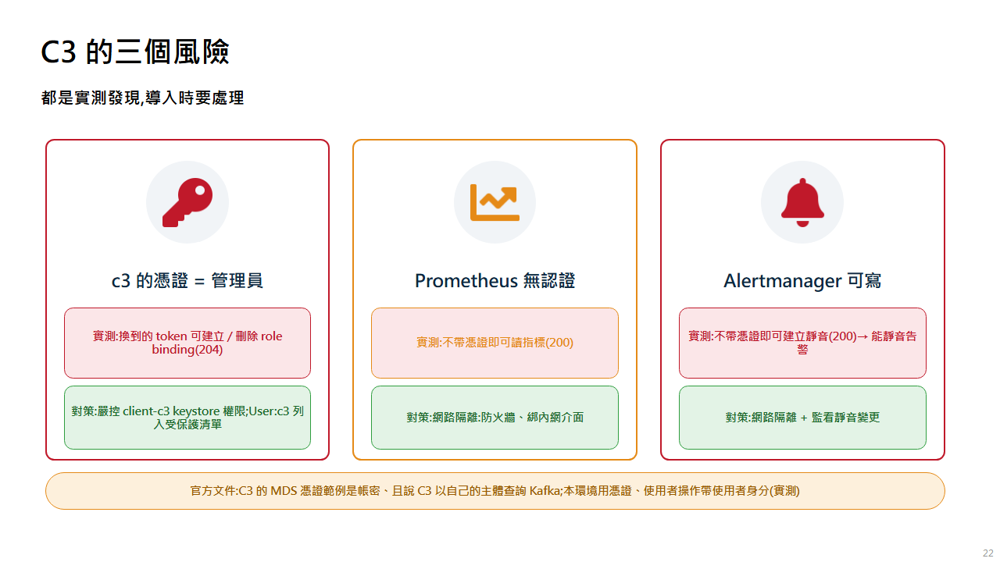 C3 的三個風險
都是實測發現,導入時要處理
c3 的憑證 = 管理員
實測:換到的 token 可建立 / 刪除 role
binding(204)
對策:嚴控 client-c3 keystore 權限;User:c3 列
入受保護清單
Prometheus 無認證
實測:不帶憑證即可讀指標(200)
對策:網路隔離:防火牆、綁內網介面
Alertmanager 可寫
實測:不帶憑證即可建立靜音(200)→ 能靜音告
警
對策:網路隔離 + 監看靜音變更
官方文件:C3 的 MDS 憑證範例是帳密、且說 C3 以自己的主體查詢 Kafka;本環境用憑證、使用者操作帶使用者身分(實測)
22